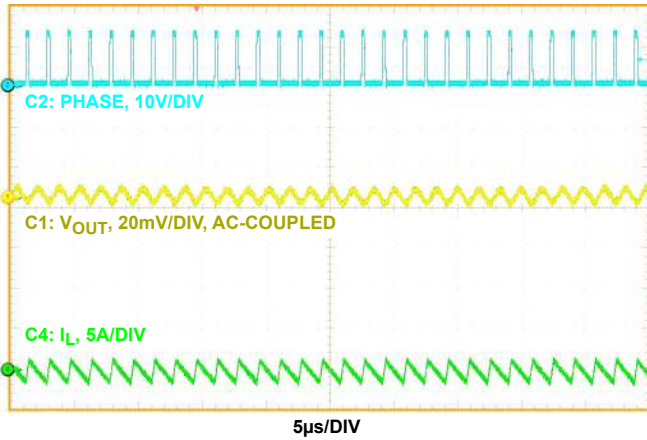 C2: PHASE, 10V/DIV
C1: VOUT, 20mV/DIV, AC-COUPLED
C4: IL, 5A/DIV
5µs/DIV